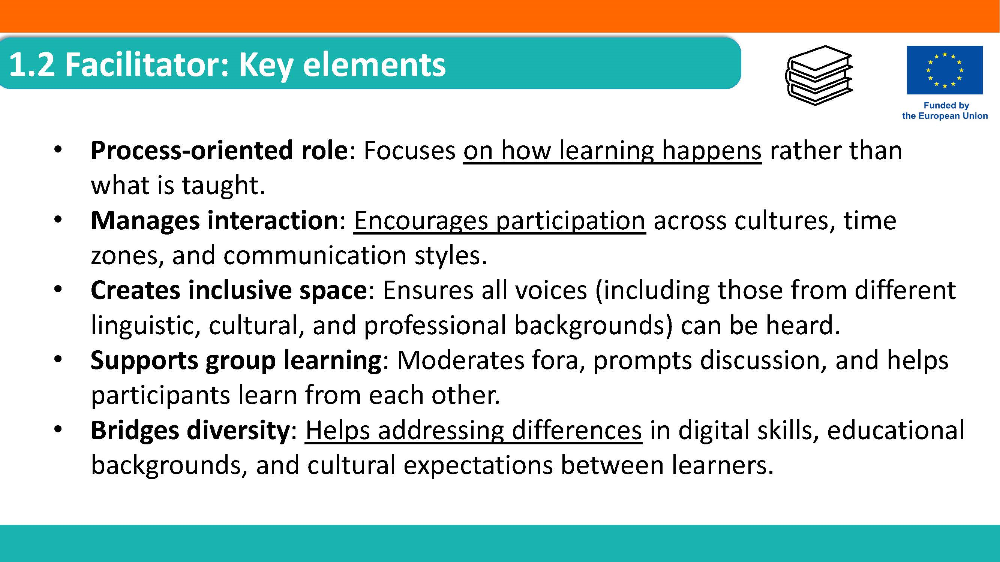 1.2 Facilitator: Key elements
Funded by
the European Union
• Process-oriented role: Focuses on how learning happens rather than
what is taught.
• Manages interaction: Encourages participation across cultures, time
zones, and communication styles.
• Creates inclusive space: Ensures all voices (including those from different
linguistic, cultural, and professional backgrounds) can be heard.
• Supports group learning: Moderates fora, prompts discussion, and helps
participants learn from each other.
• Bridges diversity: Helps addressing differences in digital skills, educational
backgrounds, and cultural expectations between learners.